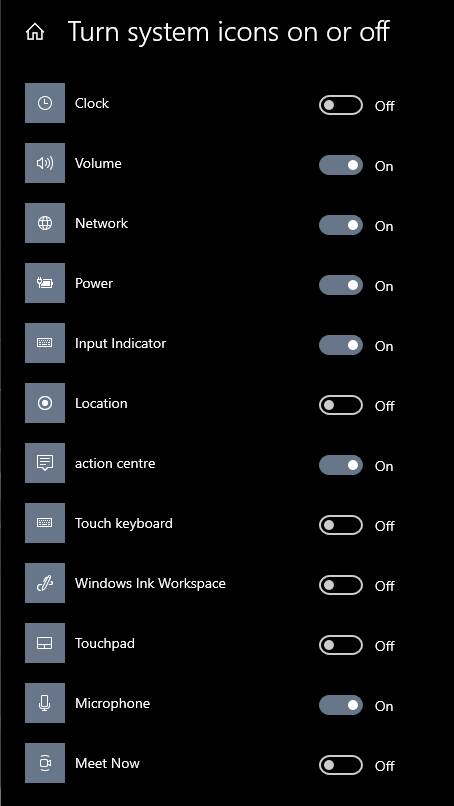 Turn system icons on or off
Clock Off
Volume On
Network On
Power On
Input Indicator On
Location Off
action centre On
Touch keyboard Off
Windows Ink Workspace Off
Touchpad Off
Microphone On
Meet Now Off